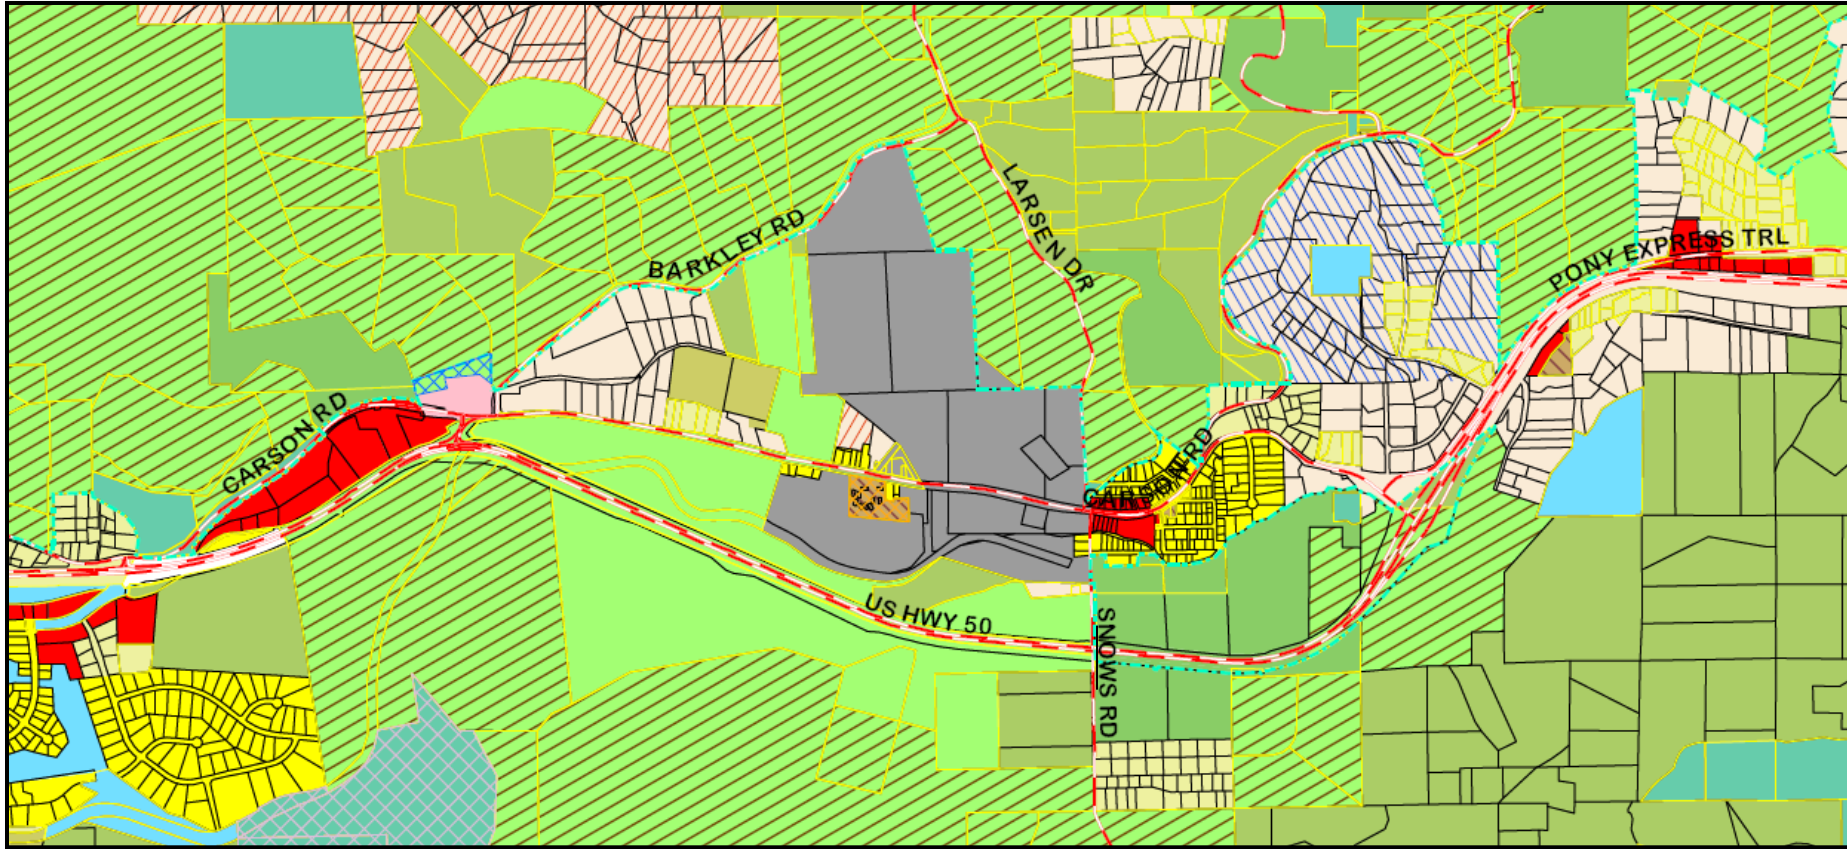 LARSEN DR
BARKLEY RD
PONY EXPRESS TRL
CARSON RD
CARSON RD
US HWY 50
SNOWS RD